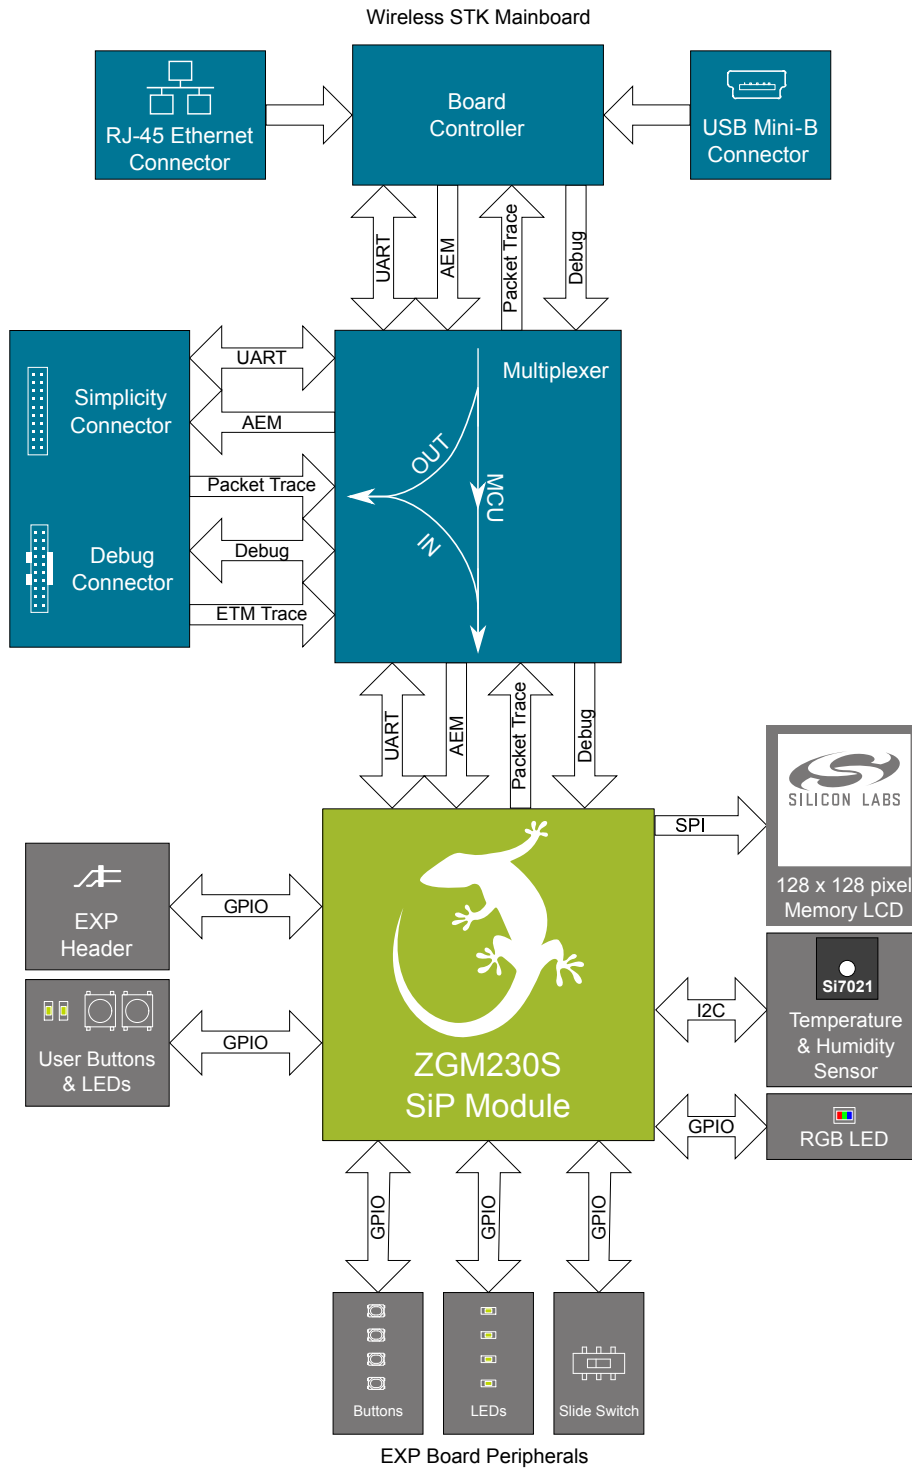 Wireless STK Mainboard
RJ-45 Ethernet
Connector
Board
Controller
USB Mini-B
Connector
UART
AEM
Packet Trace
Debug
Simplicity
Connector
Debug
Connector
UART
AEM
Packet Trace
Debug
ETM Trace
Multiplexer
OUT
MCU
IN
UART
AEM
Packet Trace
Debug
SPI
SILICON LABS
128 x 128 pixel
Memory LCD
EXP
Header
GPIO
User Buttons
& LEDs
GPIO
ZGM230S
SiP Module
I2C
Si7021
Temperature
& Humidity
Sensor
GPIO
RGB LED
GPIO
GPIO
GPIO
Buttons
LEDs
Slide Switch
EXP Board Peripherals